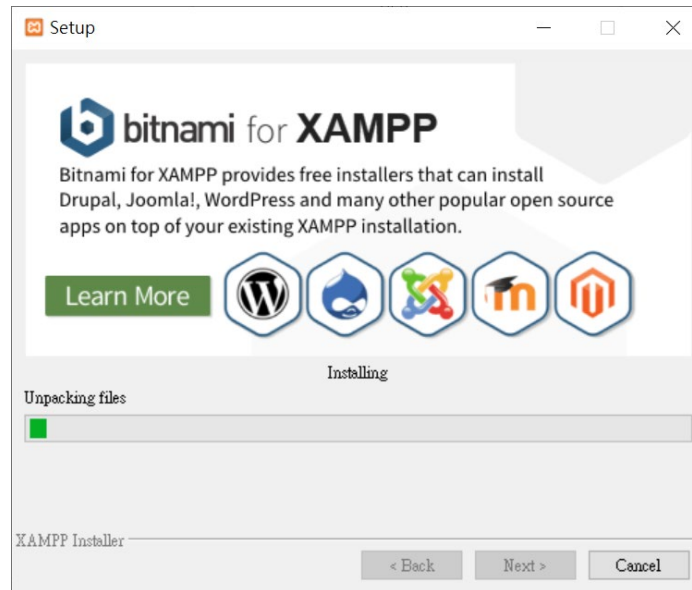 Setup
bitnami for XAMPP
Bitnami for XAMPP provides free installers that can install
Drupal, Joomla!, WordPress and many other popular open source
apps on top of your existing XAMPP installation.
Learn More
Installing
Unpacking files
XAMPP Installer
< Back
Next >
Cancel